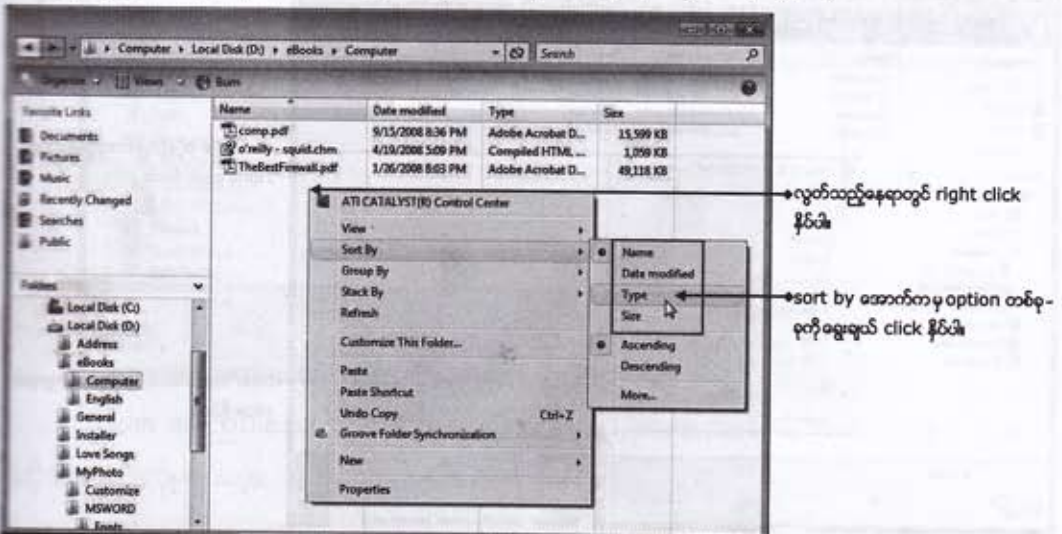 Computer ▸ Local Disk (D:) ▸ eBooks ▸ Computer
Search
Organize
Views
Burn
Favorite Links
Documents
Pictures
Music
Recently Changed
Searches
Public
Folders
Local Disk (C:)
Local Disk (D:)
Address
eBooks
Computer
English
General
Installer
Love Songs
MyPhoto
Customize
MSWORD
Fonts
Name Date modified Type Size
comp.pdf 9/15/2008 8:36 PM Adobe Acrobat D... 15,599 KB
o'reilly - squid.chm 4/19/2008 5:09 PM Compiled HTML ... 1,059 KB
TheBestFirewall.pdf 1/26/2008 8:03 PM Adobe Acrobat D... 49,118 KB
ATI CATALYST(R) Control Center
View
Sort By
Group By
Stack By
Refresh
Customize This Folder...
Paste
Paste Shortcut
Undo Copy Ctrl+Z
Groove Folder Synchronization
New
Properties
Name
Date modified
Type
Size
Ascending
Descending
More...
လွတ်သည့်နေရာတွင် right click
နှိပ်ပါ။
sort by အောက်ကမှ option တစ်ခု-
ခုကို ရွေးချယ် click နှိပ်ပါ။